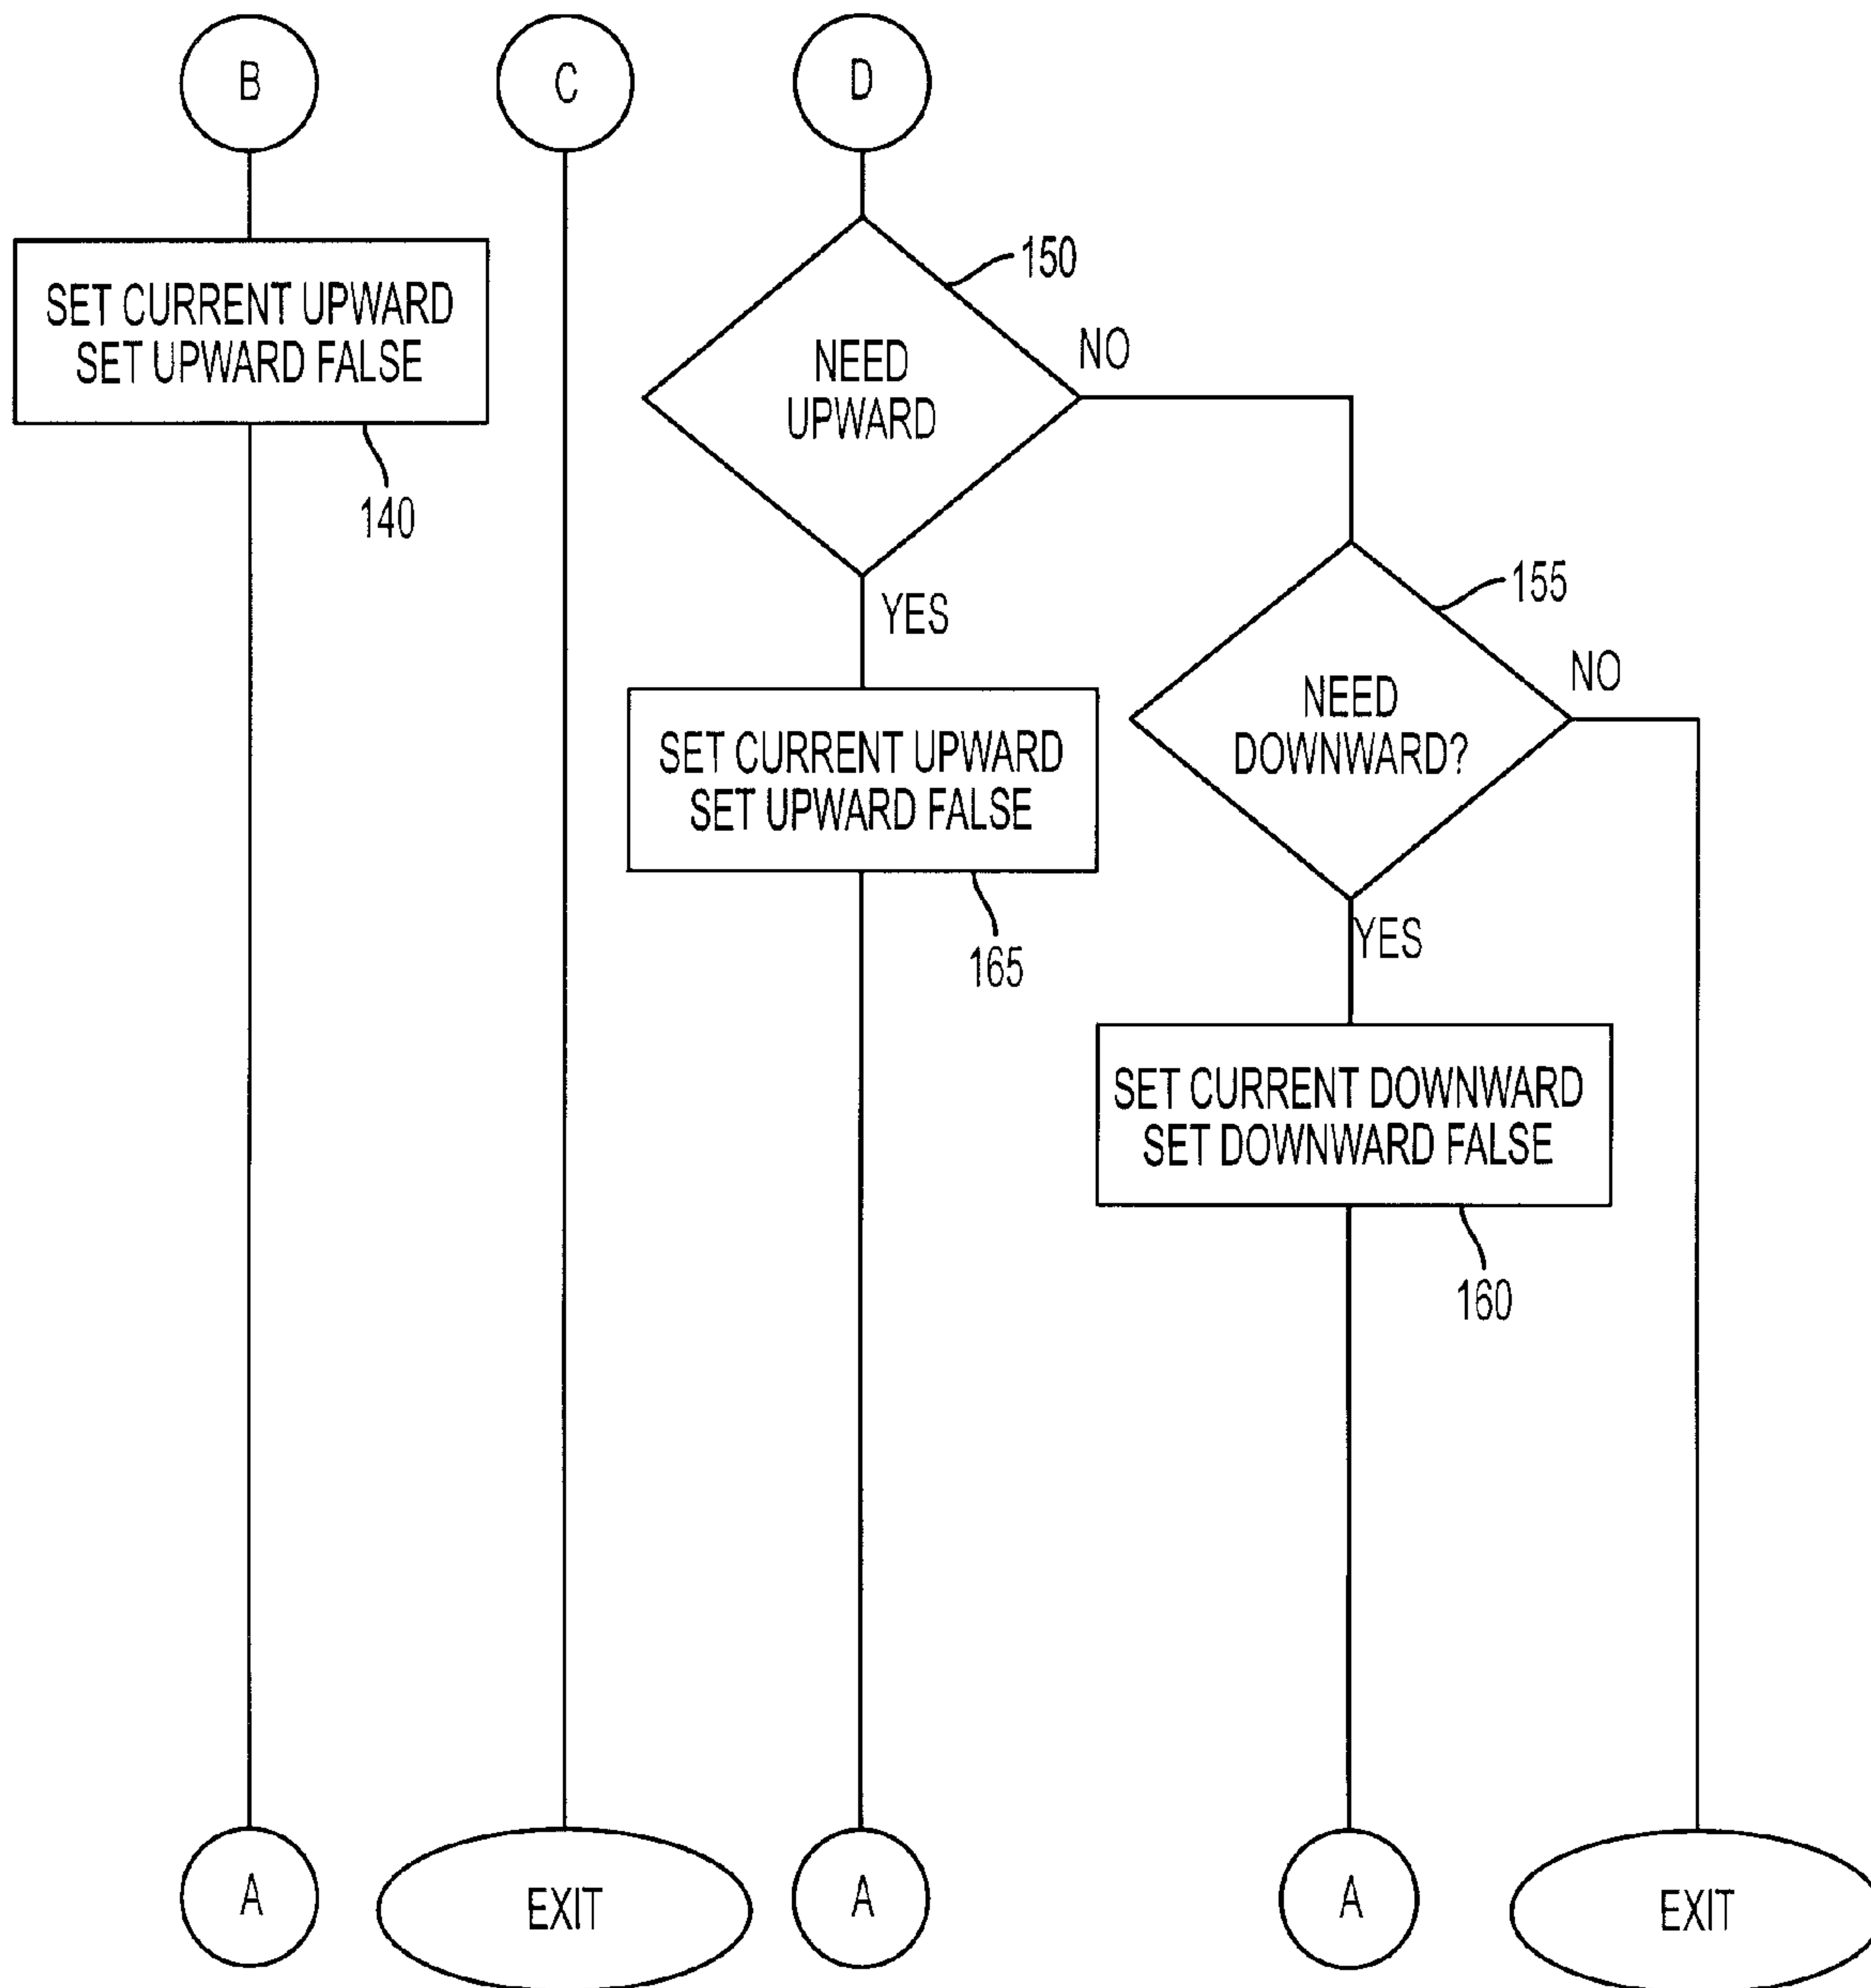 B
C
D
SET CURRENT UPWARD
SET UPWARD FALSE
140
150
NEED
UPWARD
NO
YES
155
NEED
DOWNWARD?
NO
YES
SET CURRENT UPWARD
SET UPWARD FALSE
165
SET CURRENT DOWNWARD
SET DOWNWARD FALSE
160
A
EXIT
A
A
EXIT